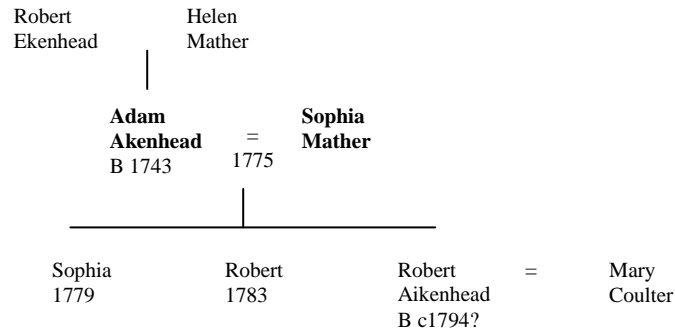 Robert Helen
Ekenhead Mather
Adam Sophia
Akenhead = Mather
B 1743 1775
Sophia Robert Robert = Mary
1779 1783 Aikenhead Coulter
B c1794?